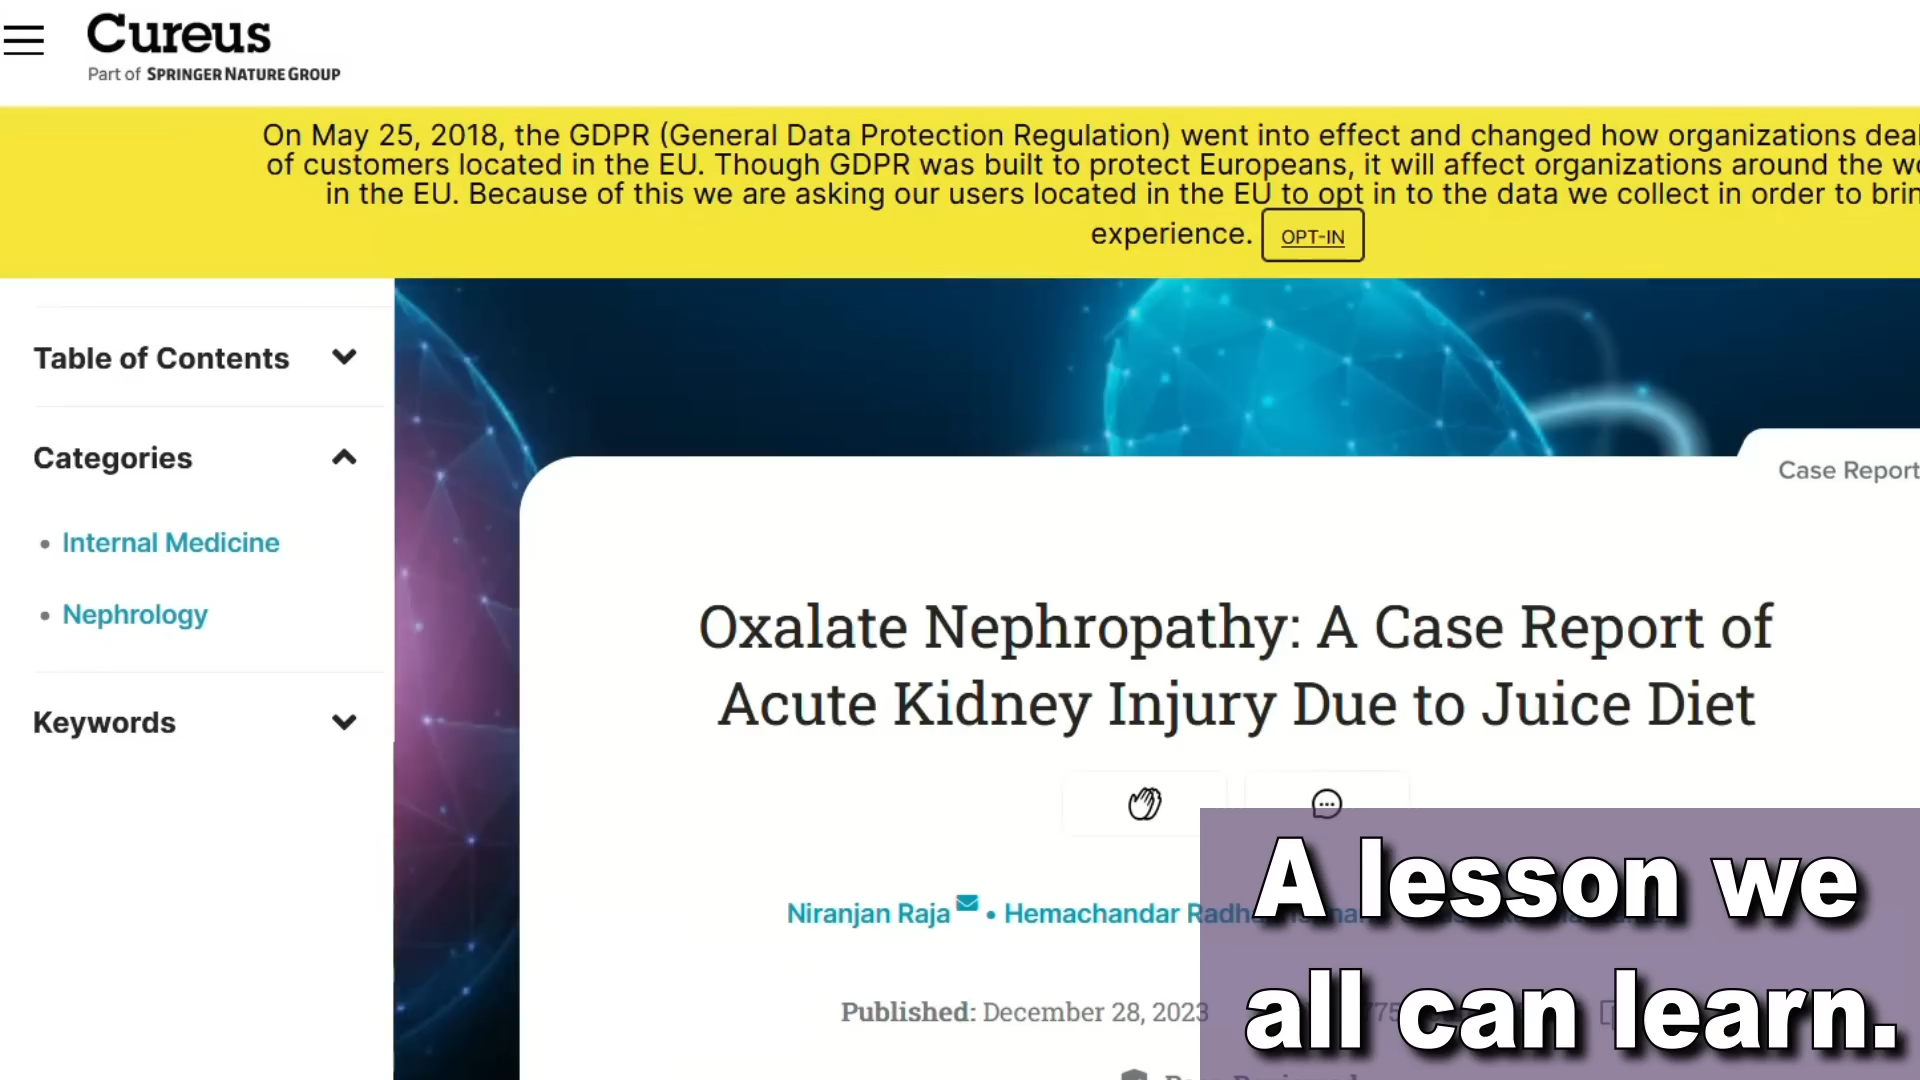 Cureus
Part of SPRINGER NATURE GROUP
On May 25, 2018, the GDPR (General Data Protection Regulation) went into effect and changed how organizations
of customers located in the EU. Though GDPR was built to protect Europeans, it will affect organizations around the
in the EU. Because of this we are asking our users located in the EU to opt in to the data we collect in order to
experience. OPT-IN
Table of Contents
Categories
• Internal Medicine
• Nephrology
Keywords
Case Report
Oxalate Nephropathy: A Case Report of
Acute Kidney Injury Due to Juice Diet
Niranjan Raja • Hemachandar
Published: December 28, 2023
A lesson we
all can learn.